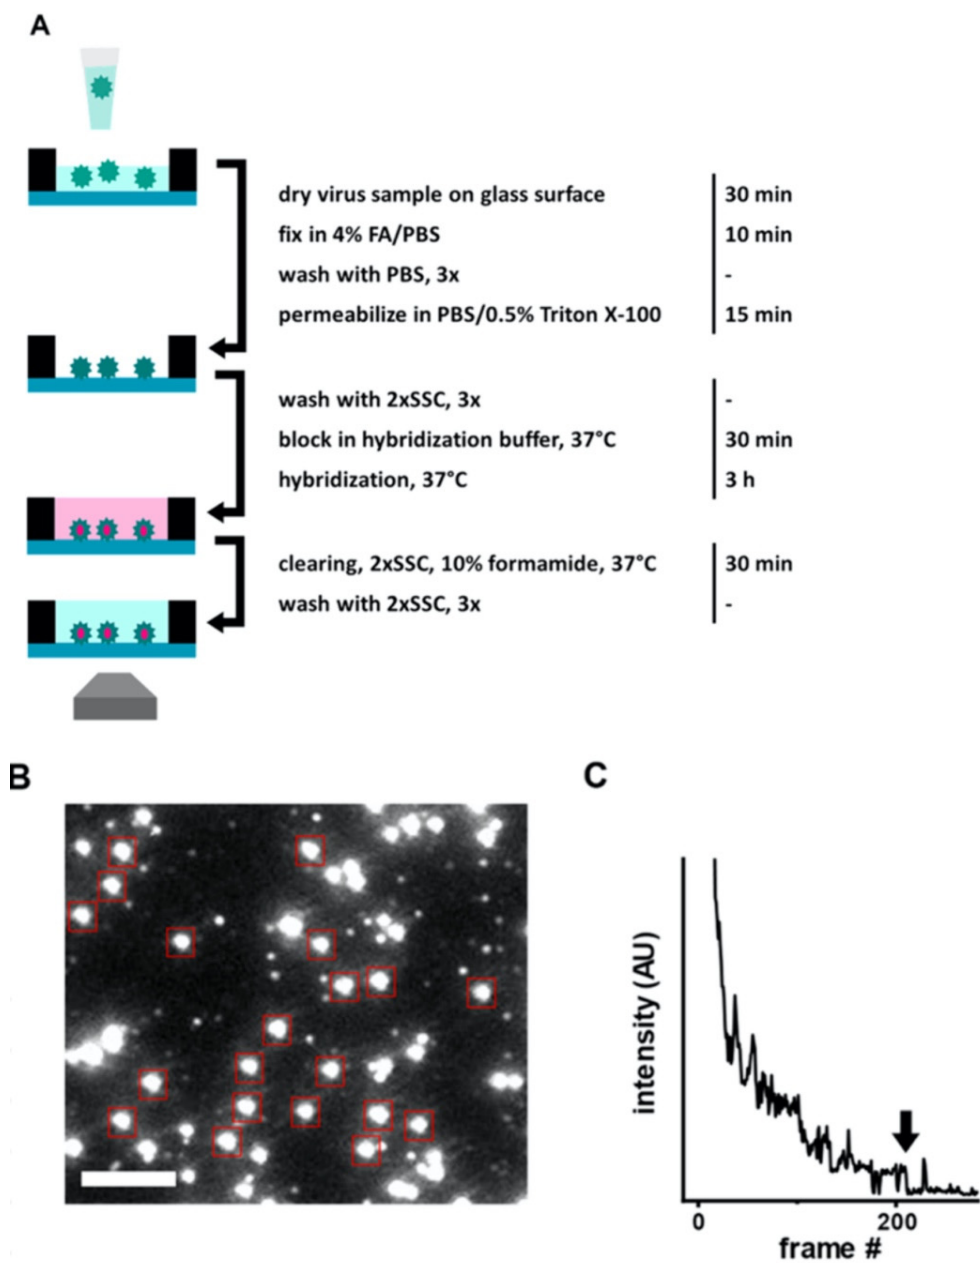 A
dry virus sample on glass surface 30 min
fix in 4% FA/PBS 10 min
wash with PBS, 3x -
permeabilize in PBS/0.5% Triton X-100 15 min
wash with 2xSSC, 3x -
block in hybridization buffer, 37°C 30 min
hybridization, 37°C 3 h
clearing, 2xSSC, 10% formamide, 37°C 30 min
wash with 2xSSC, 3x -
B
C
intensity (AU)
0 200
frame #